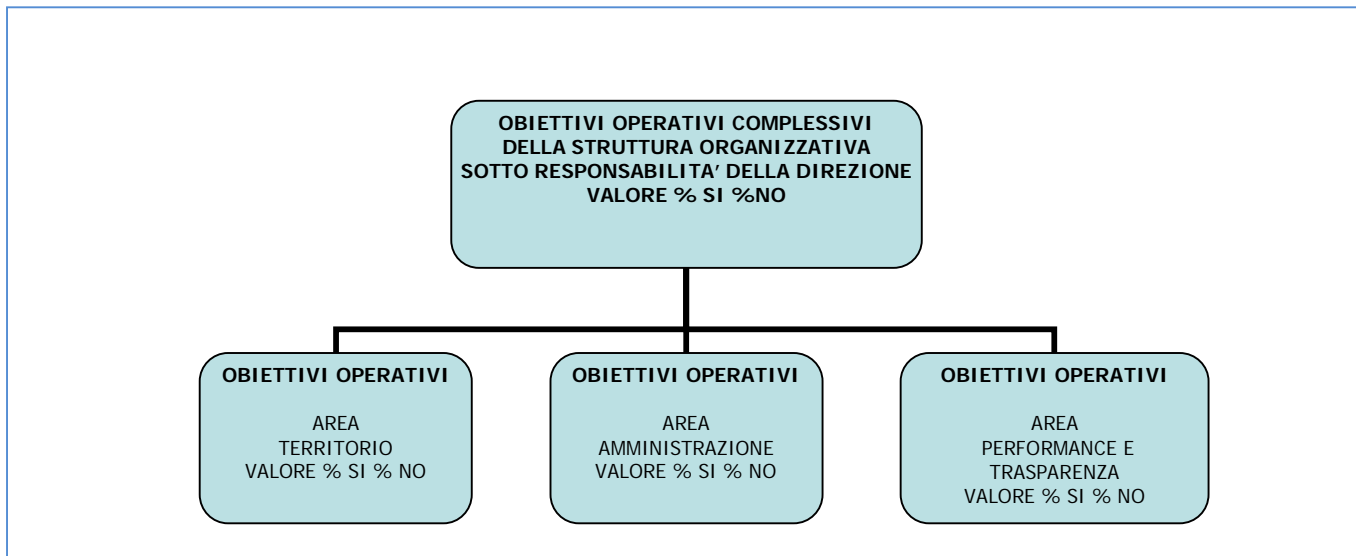 OBIETTIVI OPERATIVI COMPLESSIVI
DELLA STRUTTURA ORGANIZZATIVA
SOTTO RESPONSABILITA' DELLA DIREZIONE
VALORE % SI %NO
OBIETTIVI OPERATIVI
AREA
TERRITORIO
VALORE % SI % NO
OBIETTIVI OPERATIVI
AREA
AMMINISTRAZIONE
VALORE % SI % NO
OBIETTIVI OPERATIVI
AREA
PERFORMANCE E
TRASPARENZA
VALORE % SI % NO